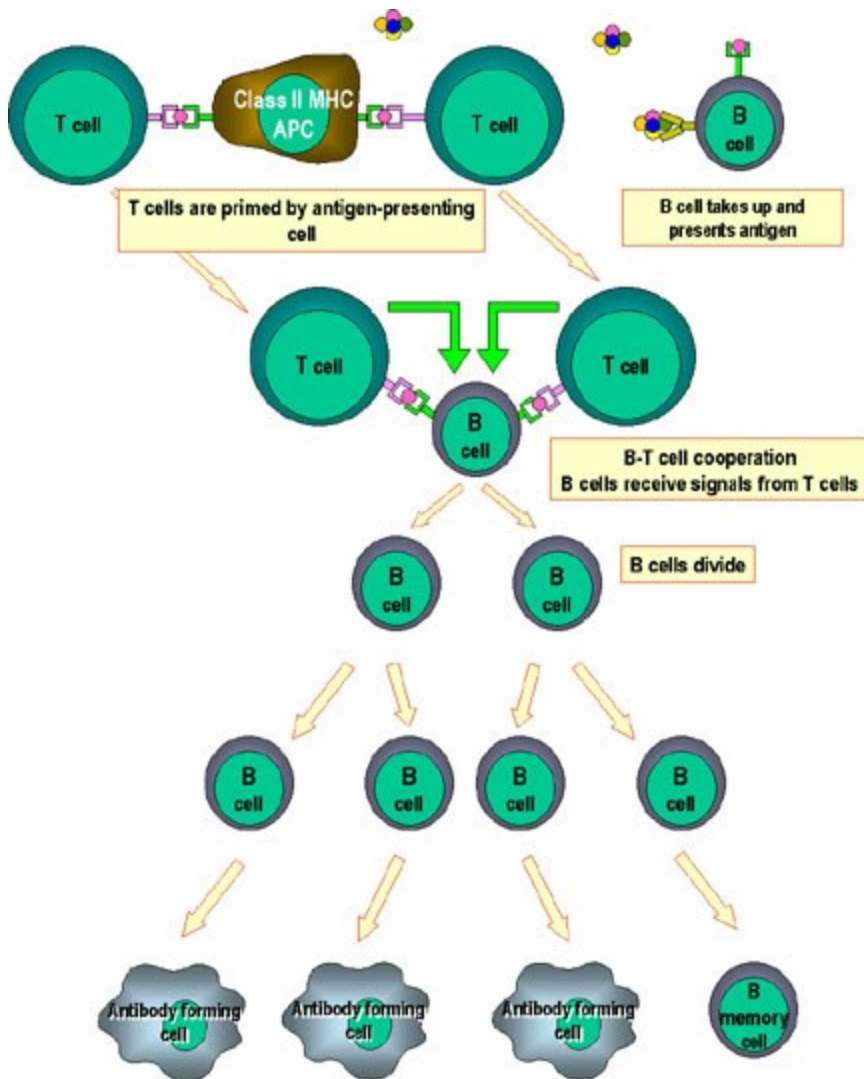 T cell
Class II MHC
APC
T cell
B
cell
T cells are primed by antigen-presenting
cell
B cell takes up and
presents antigen
T cell
T cell
B
cell
B-T cell cooperation
B cells receive signals from T cells
B
cell
B
cell
B cells divide
B
cell
B
cell
B
cell
B
cell
Antibody forming
cell
Antibody forming
cell
Antibody forming
cell
B
memory
cell